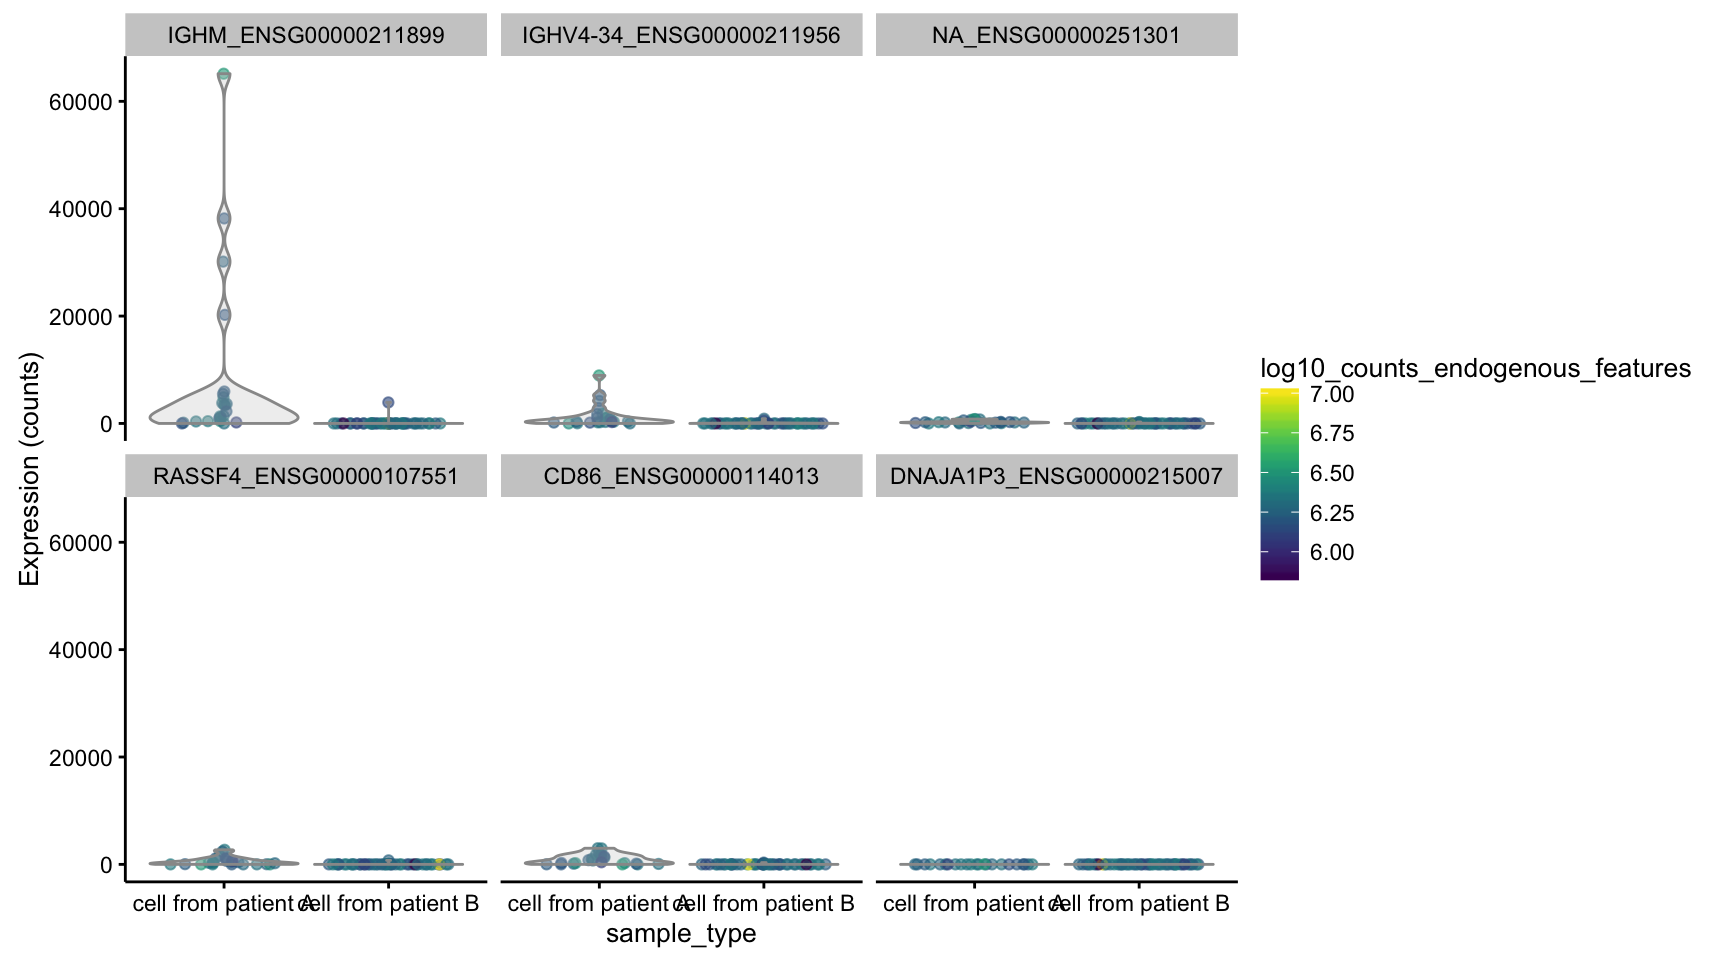 IGHM_ENSG00000211899 IGHV4-34_ENSG00000211956 NA_ENSG00000251301
60000
40000
20000
0
RASSF4_ENSG00000107551 CD86_ENSG00000114013 DNAJA1P3_ENSG00000215007
60000
40000
20000
0
cell from patient A cell from patient B cell from patient A cell from patient B cell from patient A cell from patient B
sample_type
Expression (counts)
log10_counts_endogenous_features
7.00
6.75
6.50
6.25
6.00